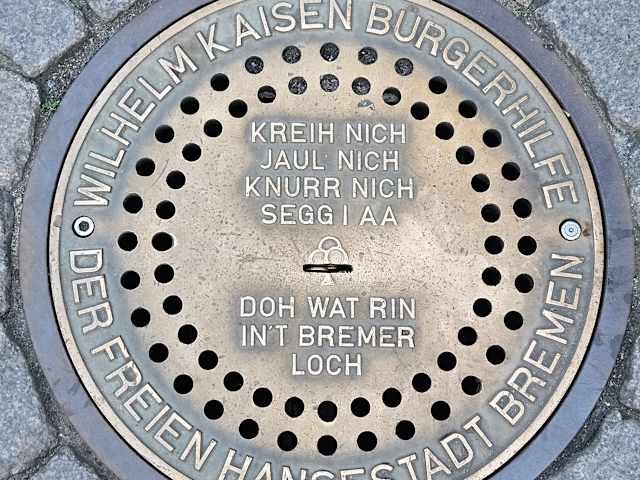 WILHELM KAISEN BÜRGERHILFE
KREIH NICH
JAUL NICH
KNURR NICH
SEGG I AA
DOH WAT RIN
IN'T BREMER
LOCH
DER FREIEN HANSESTADT BREMEN